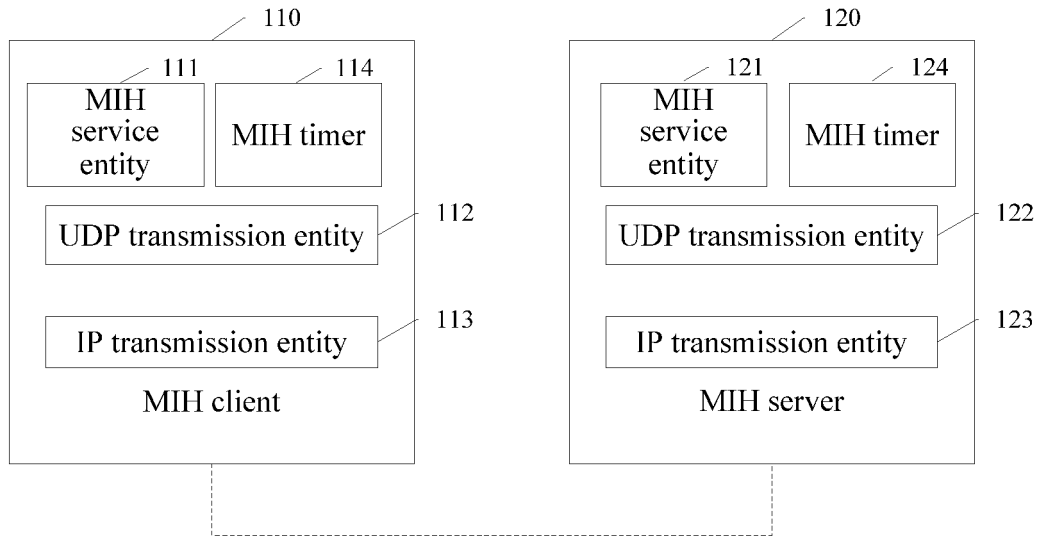 110
120
111
114
121
124
MIH
service
entity
MIH timer
MIH
service
entity
MIH timer
112
122
UDP transmission entity
UDP transmission entity
113
123
IP transmission entity
IP transmission entity
MIH client
MIH server